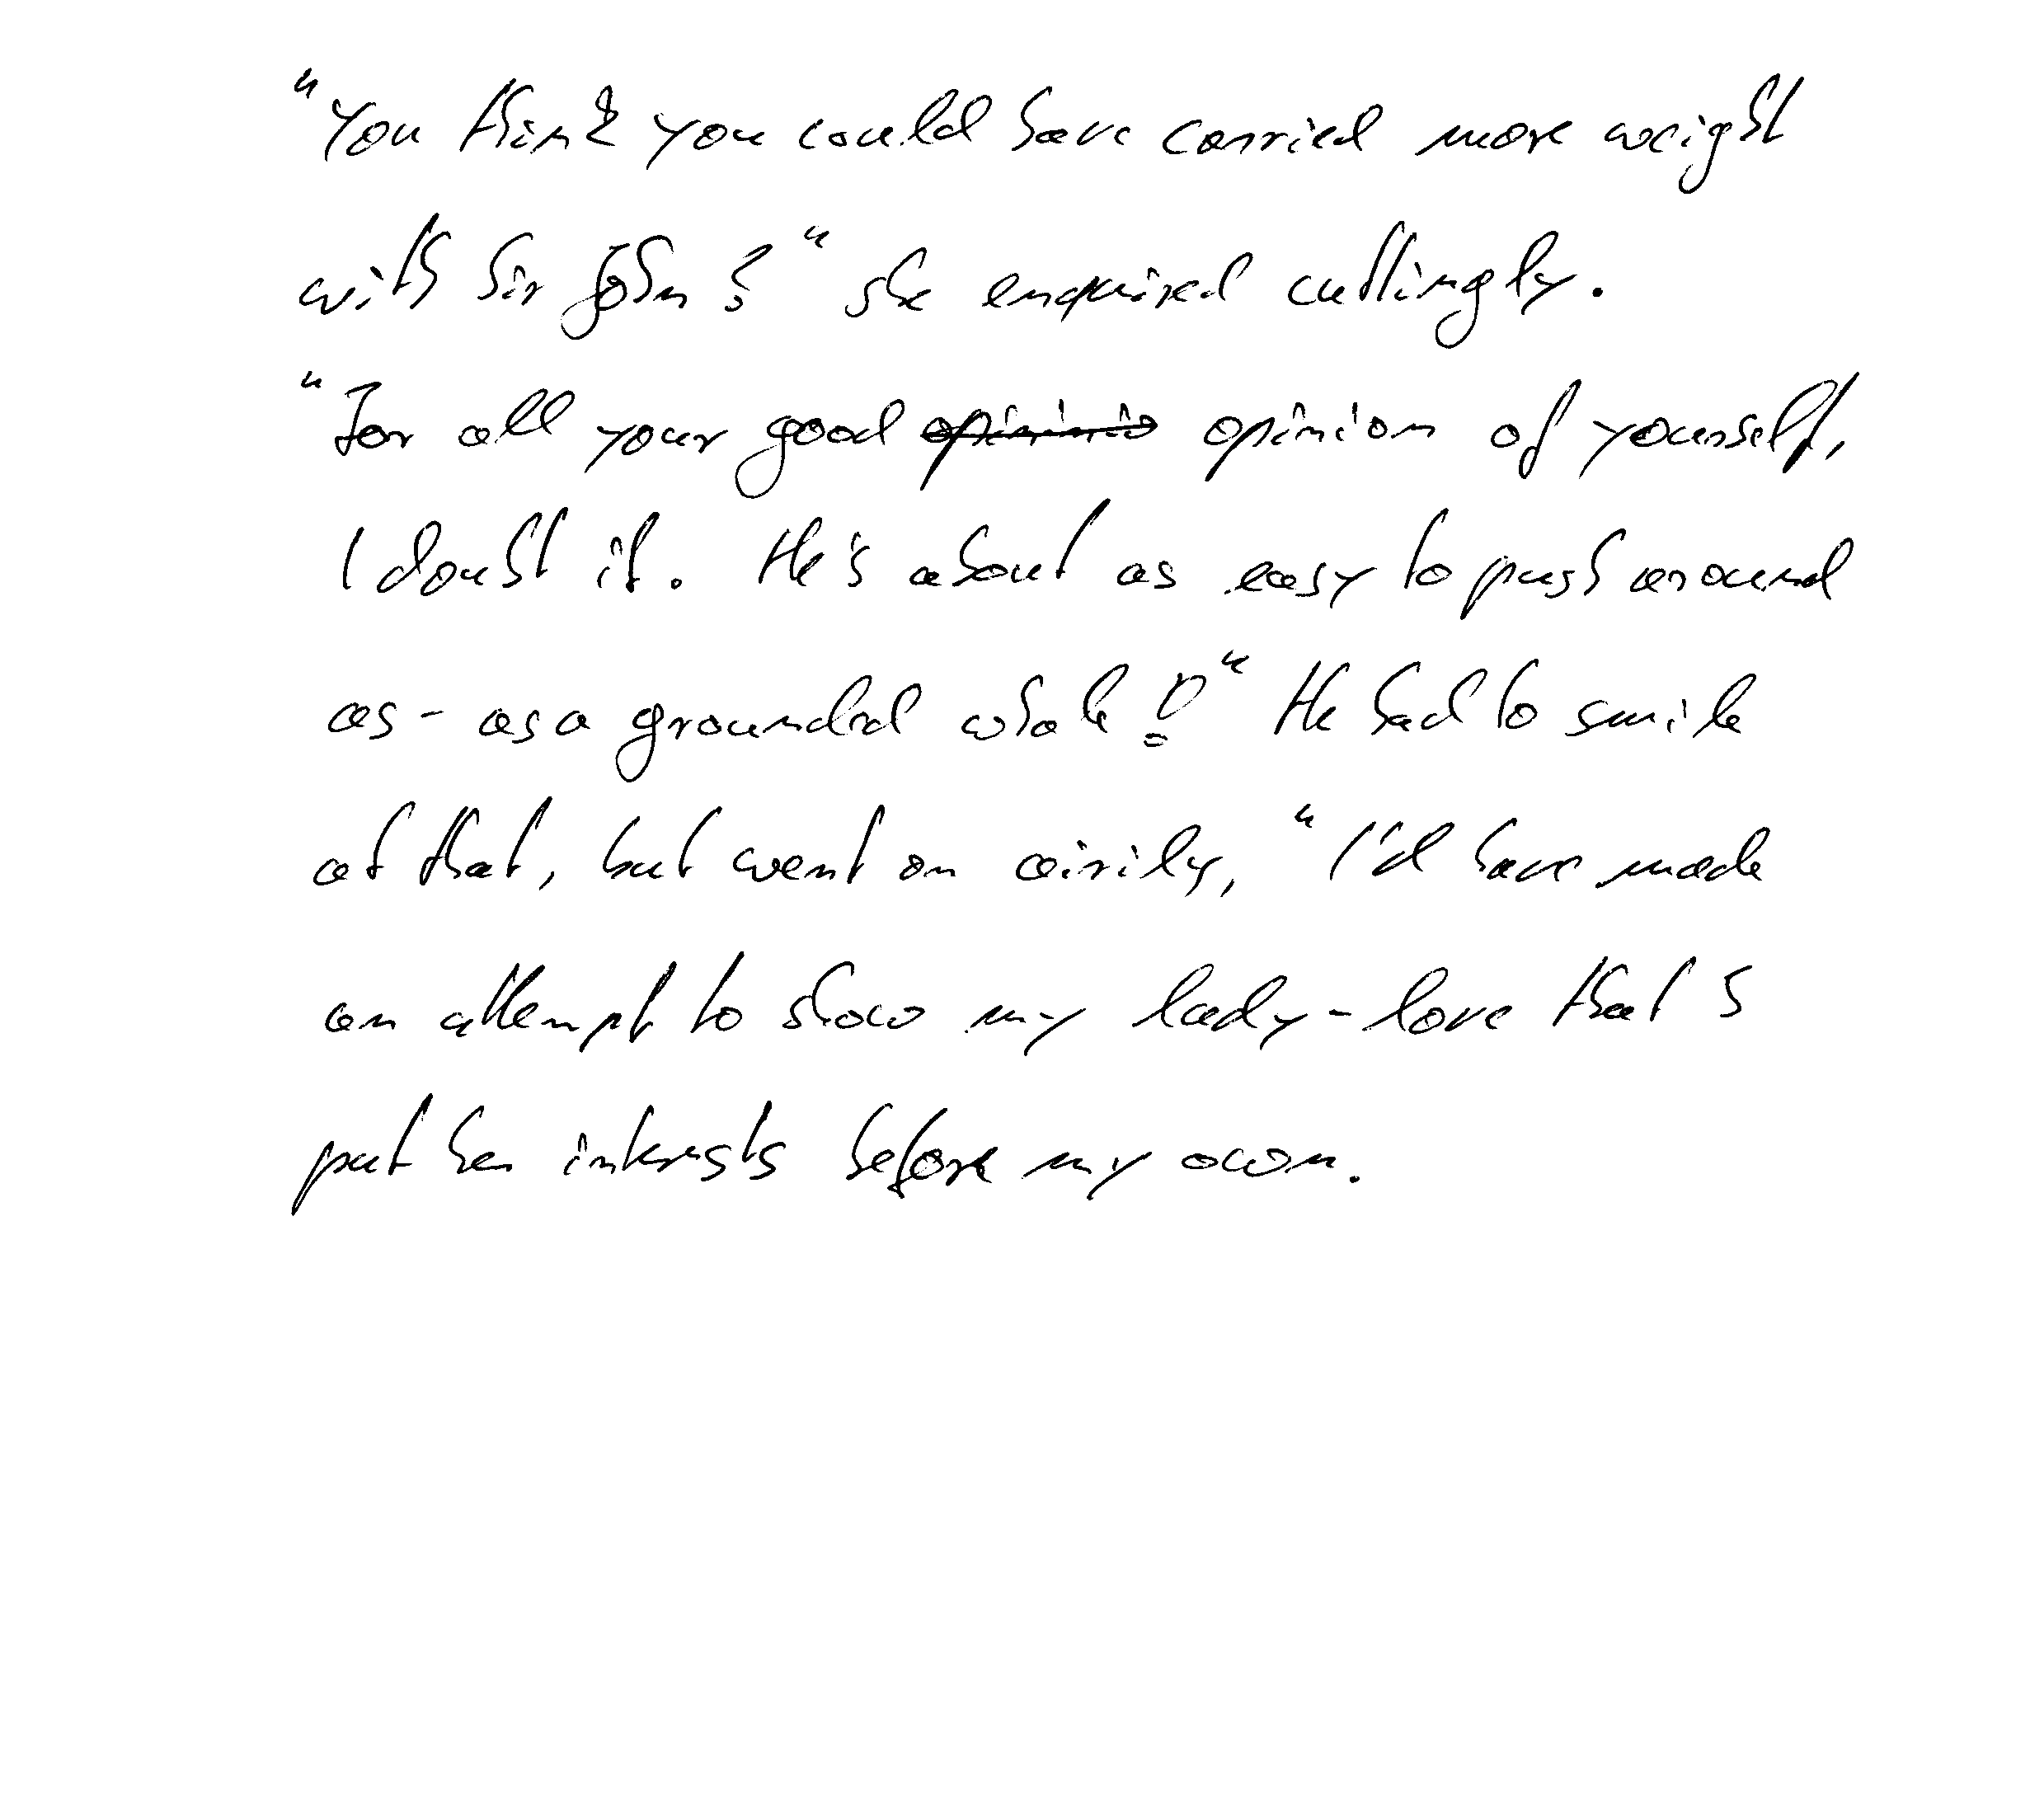 "You think you could have carried more weight
with Sir John?" she enquired cuttingly.
"For all your good opininio opinion of yourself,
I doubt it. He's about as easy to push around
as - as a grounded whale!" He had to smile
at that, but went on airily, "I'd have made
an attempt to show my lady-love that I
put her interests before my own.